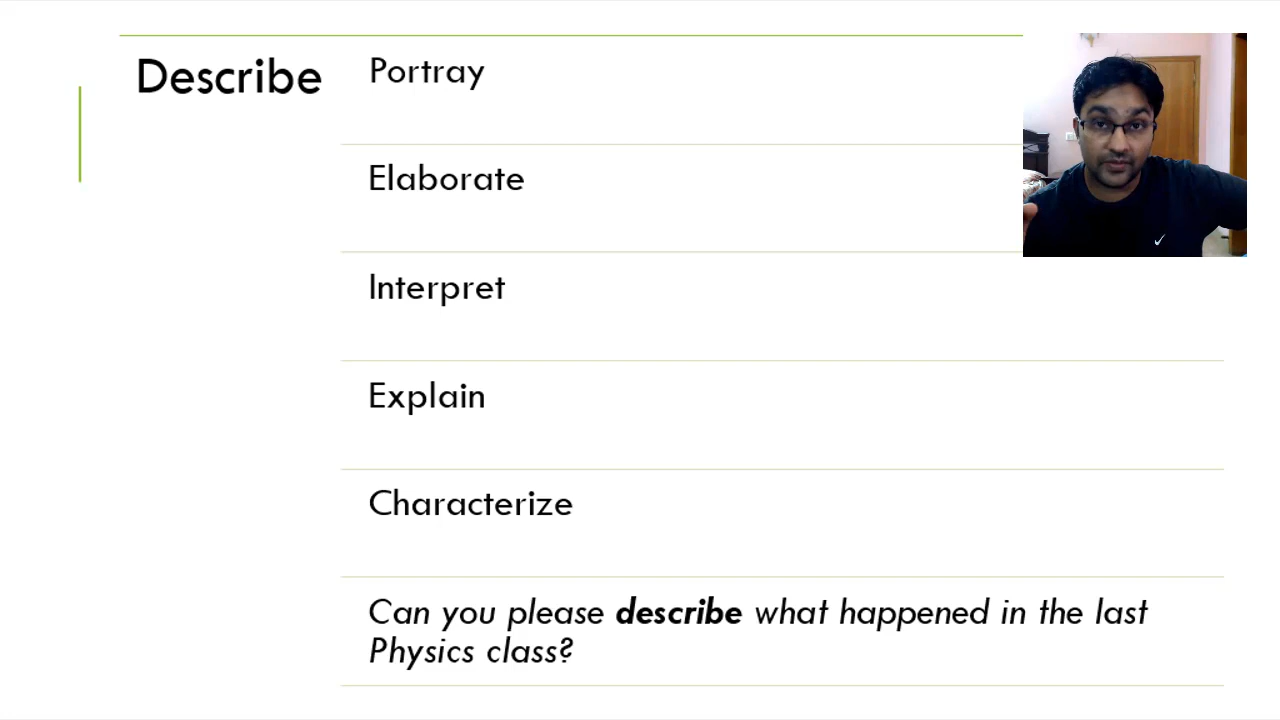 Describe
Portray
Elaborate
Interpret
Explain
Characterize
Can you please describe what happened in the last
Physics class?